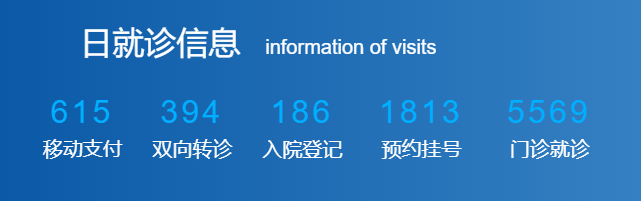 日就诊信息 information of visits
615 394 186 1813 5569
移动支付 双向转诊 入院登记 预约挂号 门诊就诊